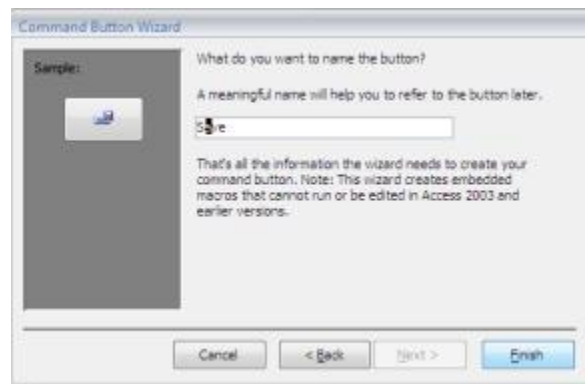 Command Button Wizard
Sample:
What do you want to name the button?
A meaningful name will help you to refer to the button later.
Save
That's all the information the wizard needs to create your
command button. Note: This wizard creates embedded
macros that cannot run or be edited in Access 2003 and
earlier versions.
Cancel
< Back
Next >
Finish